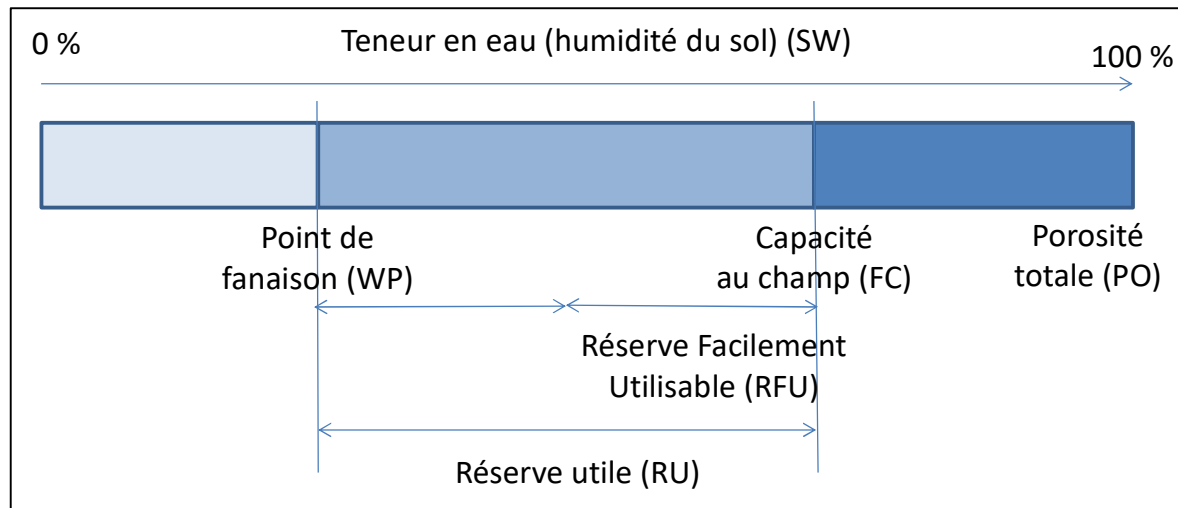 0 %
Teneur en eau (humidité du sol) (SW)
100 %
Point de
fanaison (WP)
Capacité
au champ (FC)
Porosité
totale (PO)
Réserve Facilement
Utilisable (RFU)
Réserve utile (RU)